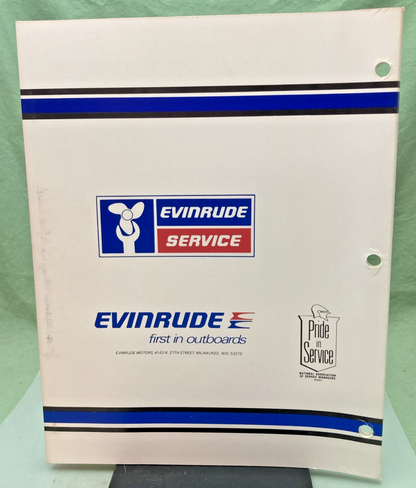 EVINRUDE
SERVICE
EVINRUDE
first in outboards
EVINRUDE MOTORS, 4143 N. 27TH STREET, MILWAUKEE, WIS. 53216
Pride
in
Service
NATIONAL ASSOCIATION
OF SERVICE MANAGERS